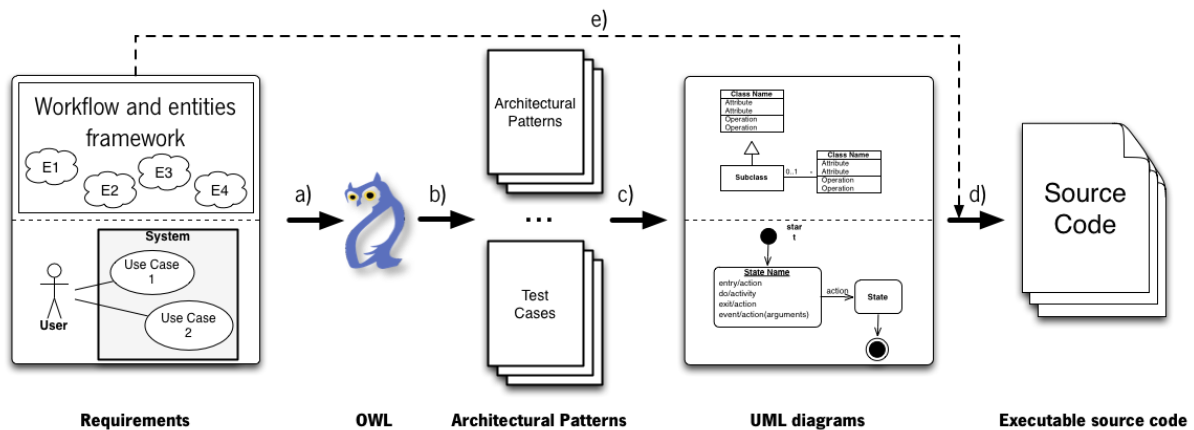 e)
Workflow and entities
framework
E1
E2
E3
E4
System
Use Case
1
Use Case
2
User
a)
b)
Architectural
Patterns
...
Test
Cases
c)
Class Name
Attribute
Attribute
Operation
Operation
Subclass
0..1
Class Name
Attribute
Attribute
Operation
Operation
star
t
State Name
entry/action
do/activity
exit/action
event/action(arguments)
action
State
d)
Source
Code
Requirements
OWL
Architectural Patterns
UML diagrams
Executable source code